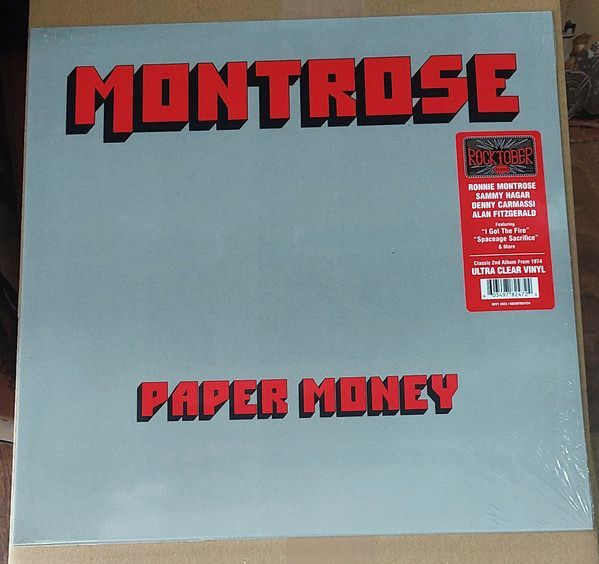 MONTROSE
ROCKTOBER
RONNIE MONTROSE
SAMMY HAGAR
DENNY CARMASSI
ALAN FITZGERALD
Featuring
"I Got The Fire"
"Spaceage Sacrifice"
& More
Classic 2nd Album From 1974
ULTRA CLEAR VINYL
PAPER MONEY